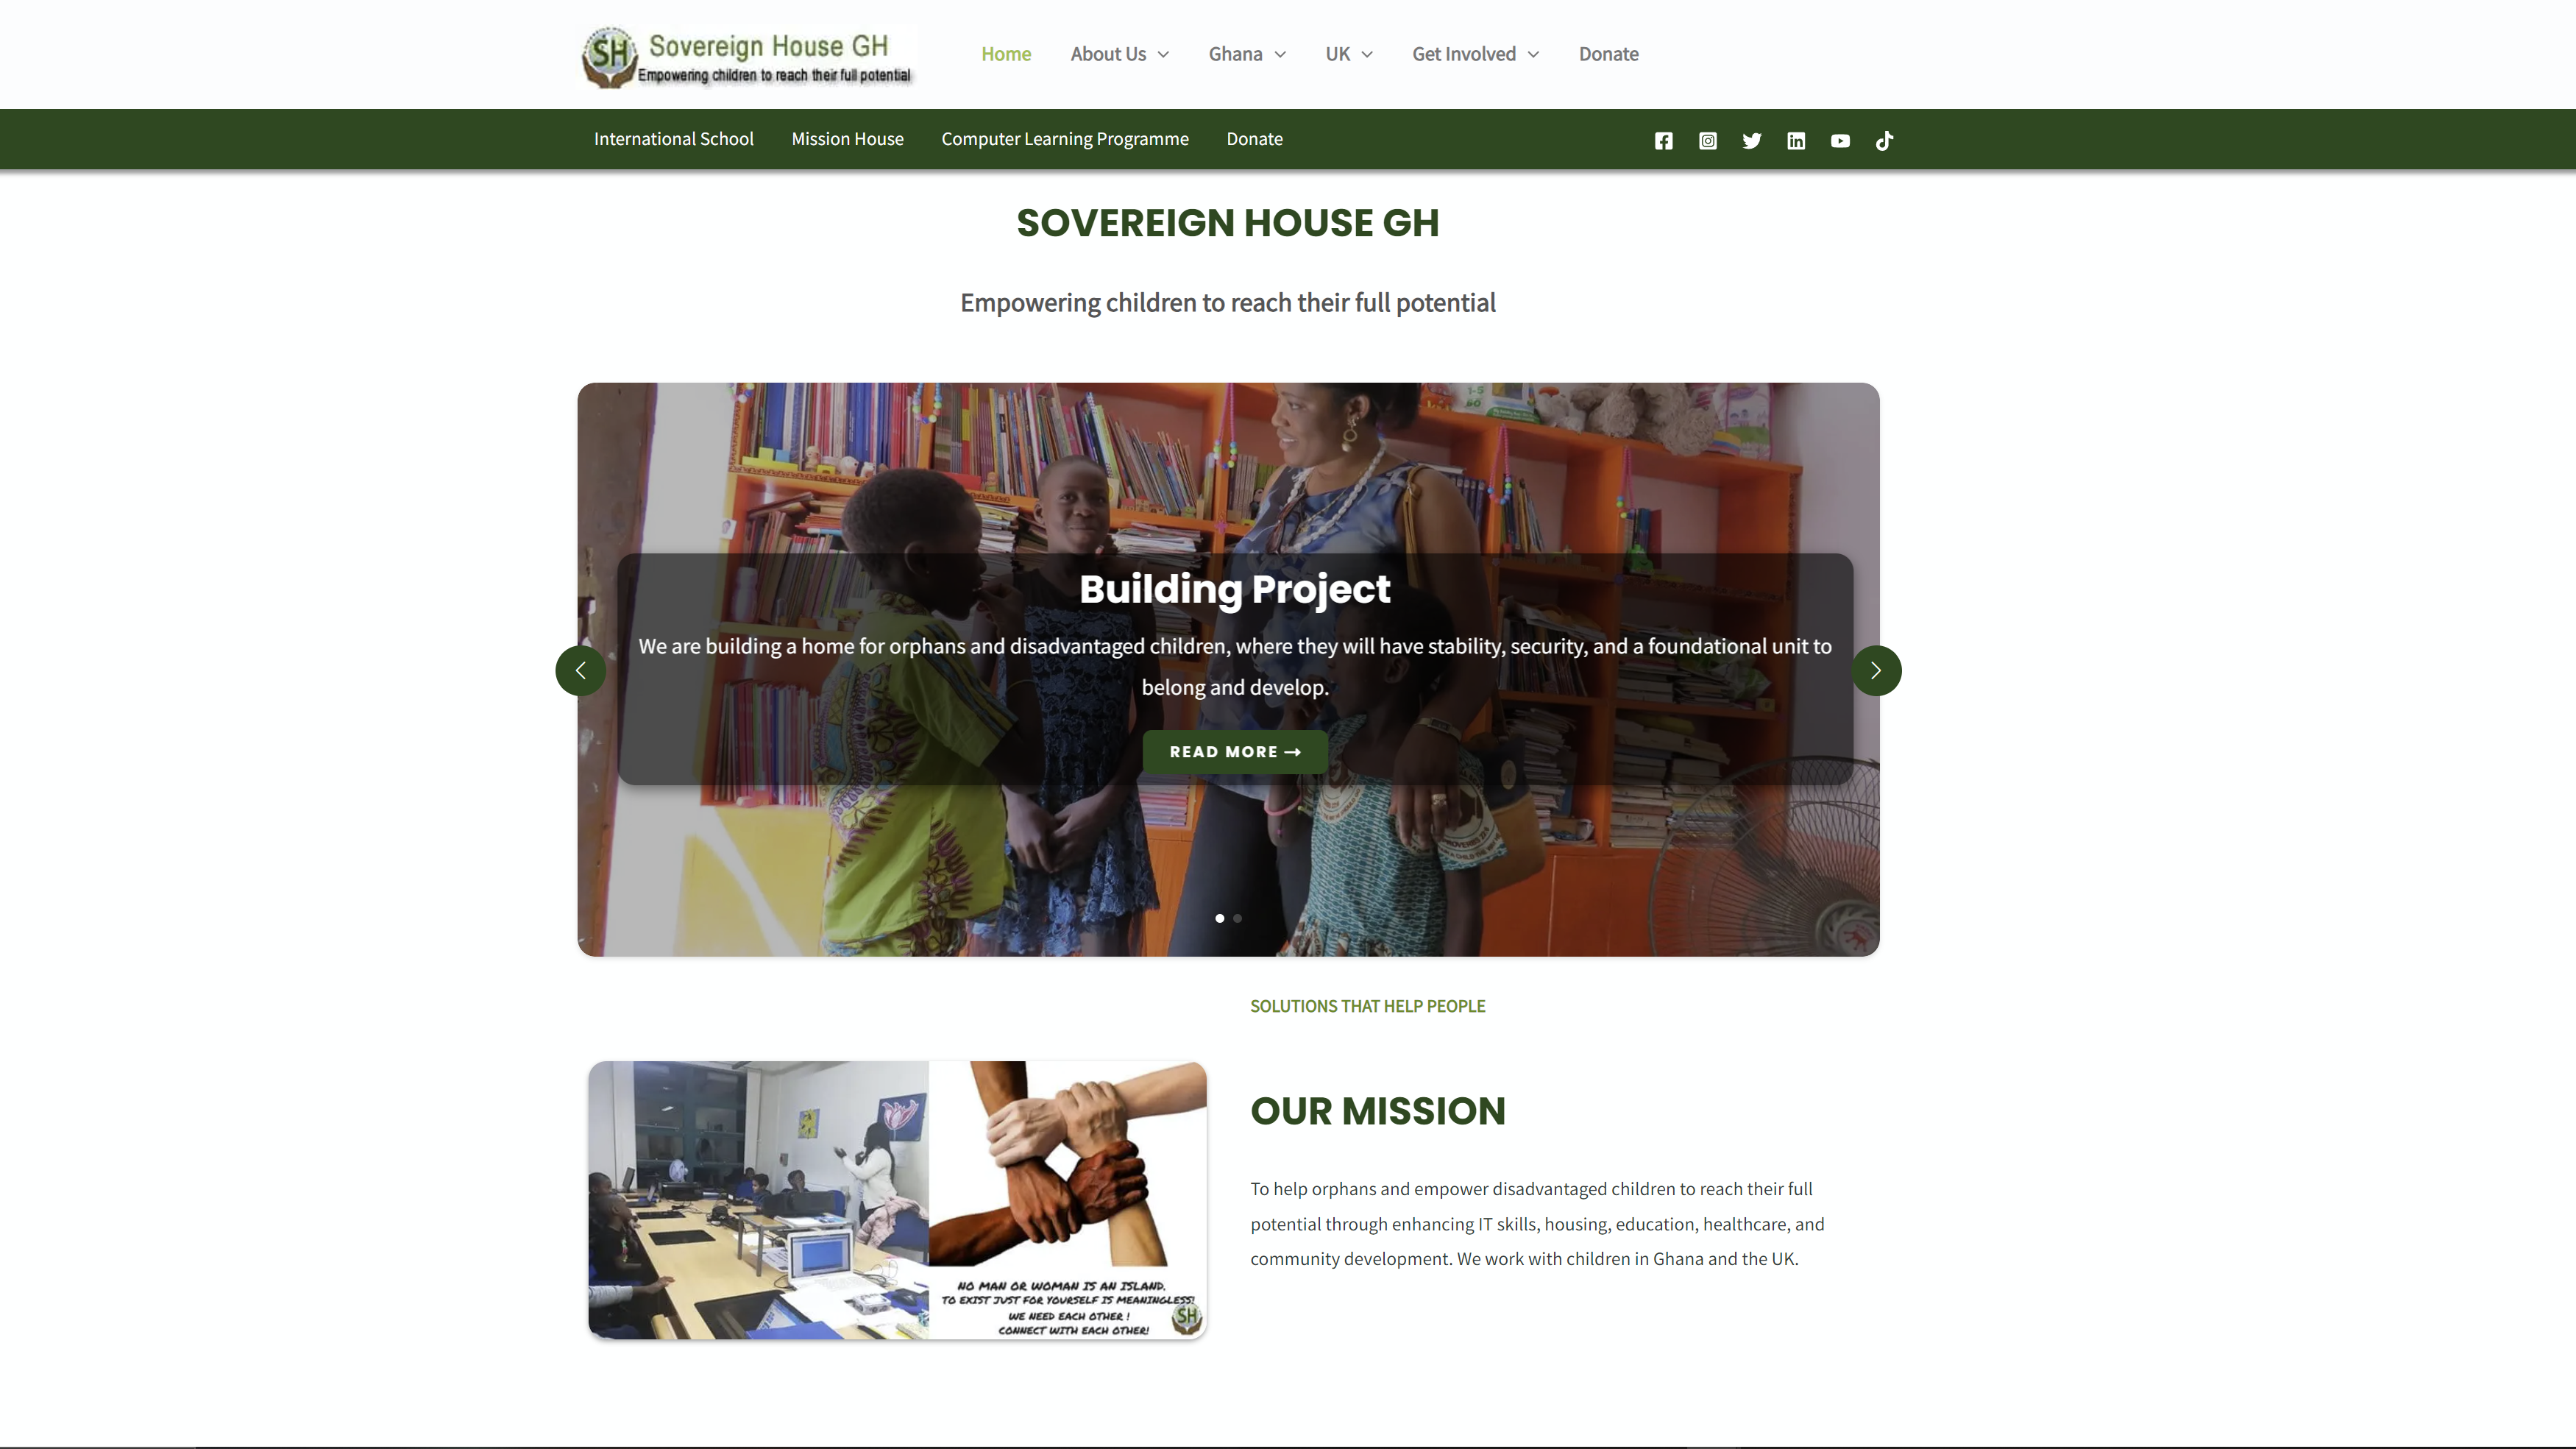 SH Sovereign House GH
Empowering children to reach their full potential
Home About Us Ghana UK Get Involved Donate
International School Mission House Computer Learning Programme Donate
SOVEREIGN HOUSE GH
Empowering children to reach their full potential
1-5
60
Building Project
We are building a home for orphans and disadvantaged children, where they will have stability, security, and a foundational unit to
belong and develop.
READ MORE →
SOLUTIONS THAT HELP PEOPLE
OUR MISSION
To help orphans and empower disadvantaged children to reach their full
potential through enhancing IT skills, housing, education, healthcare, and
community development. We work with children in Ghana and the UK.
NO MAN OR WOMAN IS AN ISLAND.
TO EXIST JUST FOR YOURSELF IS MEANINGLESS!
WE NEED EACH OTHER !
CONNECT WITH EACH OTHER!
SH